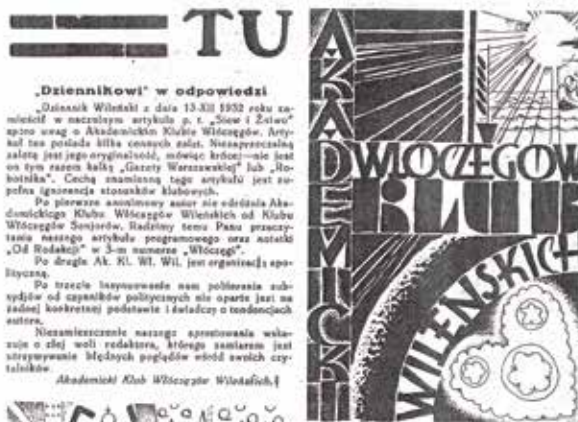 TU
„Dziennikowi" w odpowiedzi
„Dziennik Wileński z dnia 13-XII 1932 roku za-
mieścił w naczelnym artykule p. t. „Siew i Żniwo"
sporo uwag o Akademickim Klubie Włóczęgów. Arty-
kuł ten posiada kilka cennych zalet. Niezaprzeczalną
zaletą jest jego oryginalność, mówiąc krócej—nie jest
on tym razem kalką „Gazety Warszawskiej" lub „Ro-
botnika". Cechą znamienną tego artykułu jest zu-
pełna ignorancja stosunków klubowych.
Po pierwsze anonimowy autor nie odróżnia Aka-
demickiego Klubu Włóczęgów Wileńskich od Klubu
Włóczęgów Senjorów. Radzimy temu Panu przeczy-
tanie naszego artykułu programowego oraz notatki
„Od Redakcji" w 3-m numerze „Włóczęgi".
Po drugie Ak. Kl. Wł. Wil. jest organizacją apo-
lityczną.
Po trzecie insynuowanie nam pobierania sub-
sydjów od czynników politycznych nie oparte jest na
żadnej konkretnej podstawie i świadczy o tendencjach
autora.
Niezamieszczenie naszego sprostowania wska-
zuje o złej woli redaktora, którego zamiarem jest
utrzymywanie błędnych poglądów wśród swoich czy-
telników.
Akademicki Klub Włóczęgów Wileńskich.
AKADEMICKI
WŁÓCZĘGÓW
KLUB
WILEŃSKICH